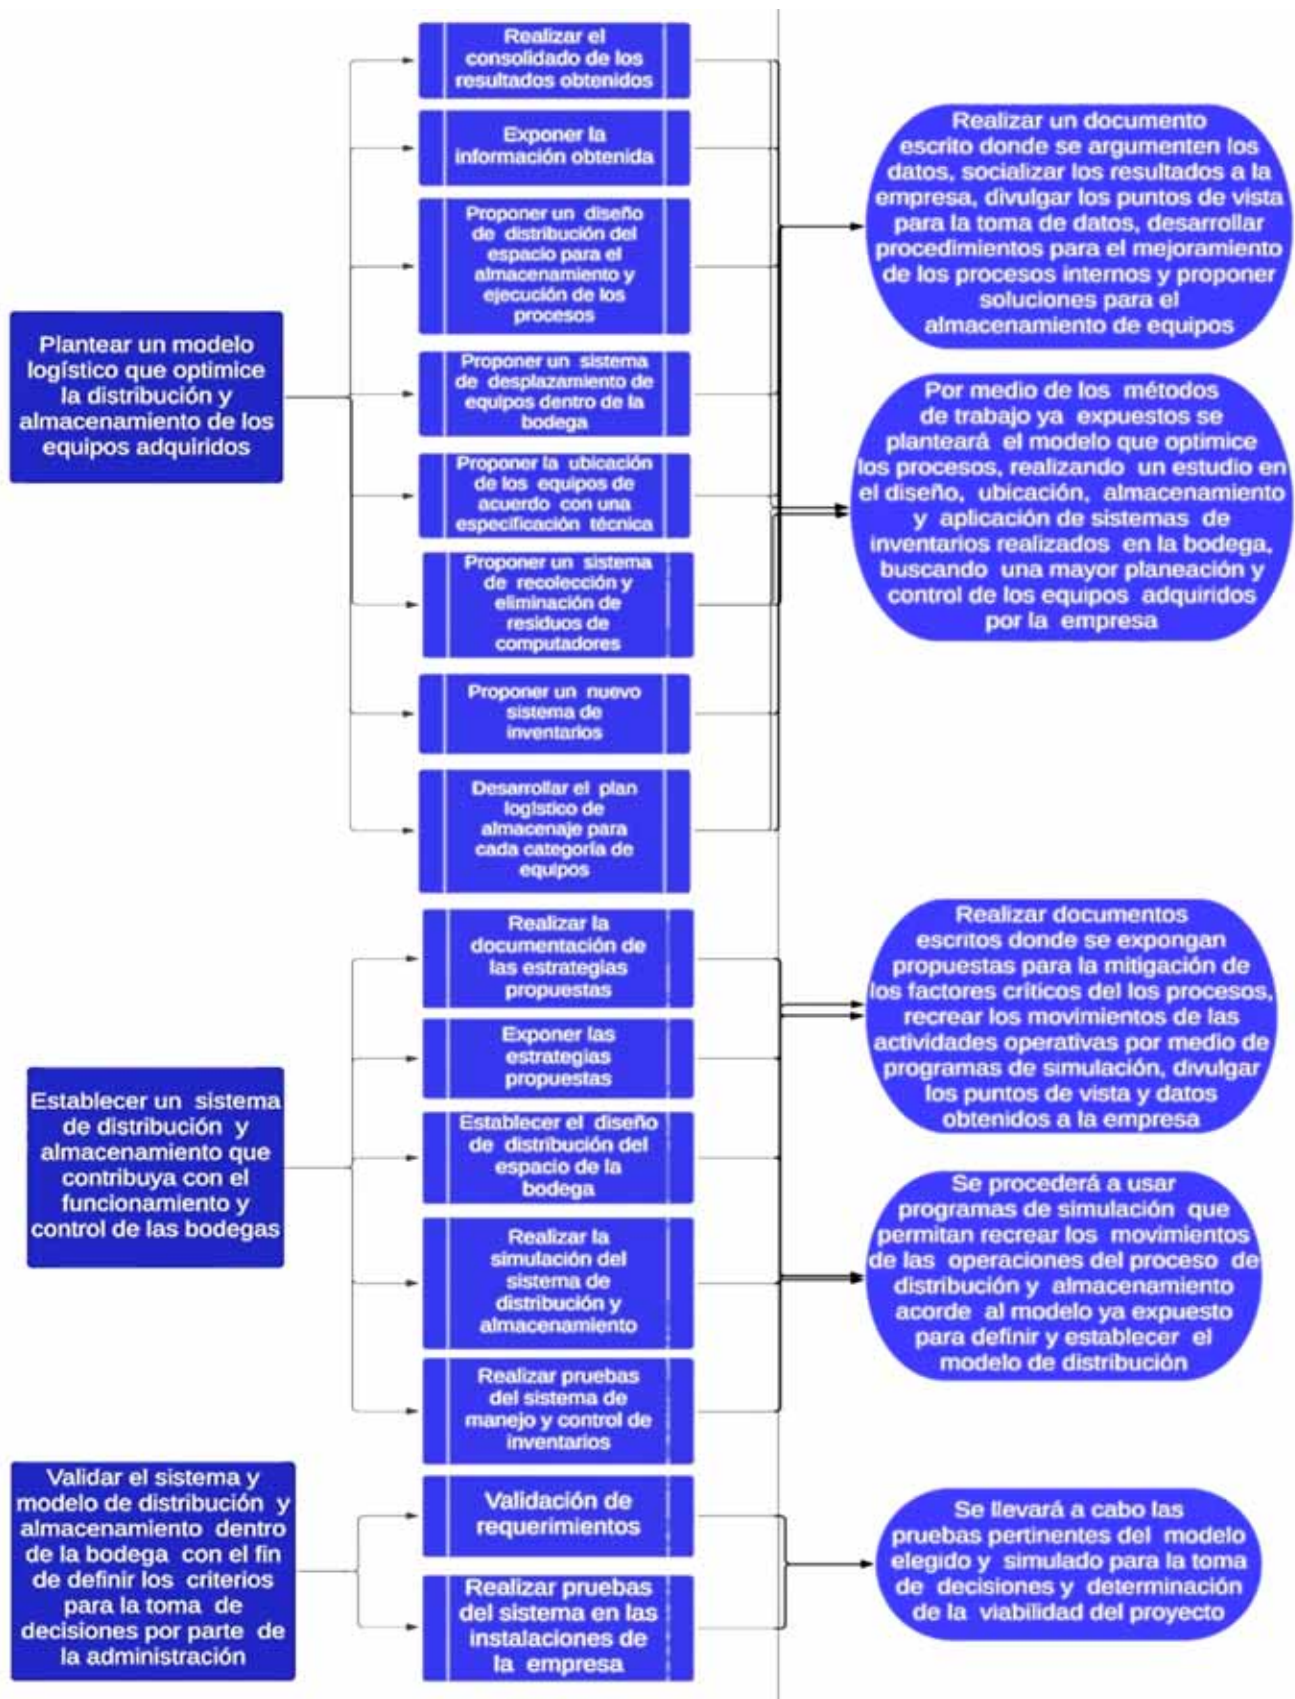 Realizar el
consolidado de los
resultados obtenidos
Exponer la
información obtenida
Proponer un diseño
de distribución del
espacio para el
almacenamiento y
ejecución de los
procesos
Proponer un sistema
de desplazamiento de
equipos dentro de la
bodega
Proponer la ubicación
de los equipos de
acuerdo con una
especificación técnica
Proponer un sistema
de recolección y
eliminación de
residuos de
computadores
Proponer un nuevo
sistema de
inventarios
Desarrollar el plan
logístico de
almacenaje para
cada categoría de
equipos
Plantear un modelo
logístico que optimice
la distribución y
almacenamiento de los
equipos adquiridos
Realizar un documento
escrito donde se argumenten los
datos, socializar los resultados a la
empresa, divulgar los puntos de vista
para la toma de datos, desarrollar
procedimientos para el mejoramiento
de los procesos internos y proponer
soluciones para el
almacenamiento de equipos
Por medio de los métodos
de trabajo ya expuestos se
planteará el modelo que optimice
los procesos, realizando un estudio en
el diseño, ubicación, almacenamiento
y aplicación de sistemas de
inventarios realizados en la bodega,
buscando una mayor planeación y
control de los equipos adquiridos
por la empresa
Realizar la
documentación de
las estrategias
propuestas
Exponer las
estrategias
propuestas
Establecer el diseño
de distribución del
espacio de la
bodega
Realizar la
simulación del
sistema de
distribución y
almacenamiento
Realizar pruebas
del sistema de
manejo y control de
inventarios
Establecer un sistema
de distribución y
almacenamiento que
contribuya con el
funcionamiento y
control de las bodegas
Realizar documentos
escritos donde se expongan
propuestas para la mitigación de
los factores críticos del los procesos,
recrear los movimientos de las
actividades operativas por medio de
programas de simulación, divulgar
los puntos de vista y datos
obtenidos a la empresa
Se procederá a usar
programas de simulación que
permitan recrear los movimientos
de las operaciones del proceso de
distribución y almacenamiento
acorde al modelo ya expuesto
para definir y establecer el
modelo de distribución
Validar el sistema y
modelo de distribución y
almacenamiento dentro
de la bodega con el fin
de definir los criterios
para la toma de
decisiones por parte de
la administración
Validación de
requerimientos
Realizar pruebas
del sistema en las
instalaciones de
la empresa
Se llevará a cabo las
pruebas pertinentes del modelo
elegido y simulado para la toma
de decisiones y determinación
de la viabilidad del proyecto